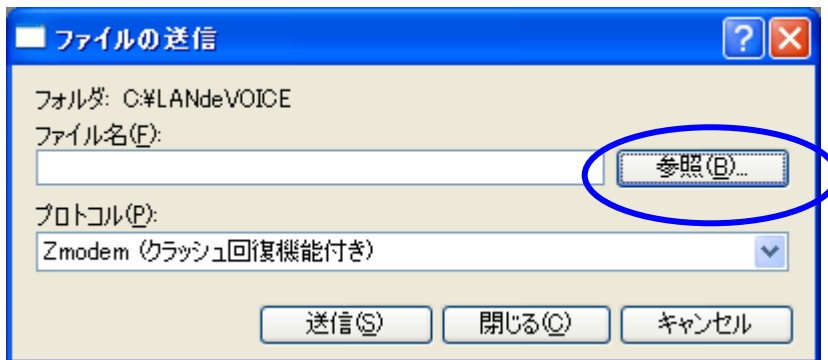 ファイルの送信
フォルダ: C:¥LANdeVOICE
ファイル名(F):
参照(B)...
プロトコル(P):
Zmodem (クラッシュ回復機能付き)
送信(S) 閉じる(C) キャンセル